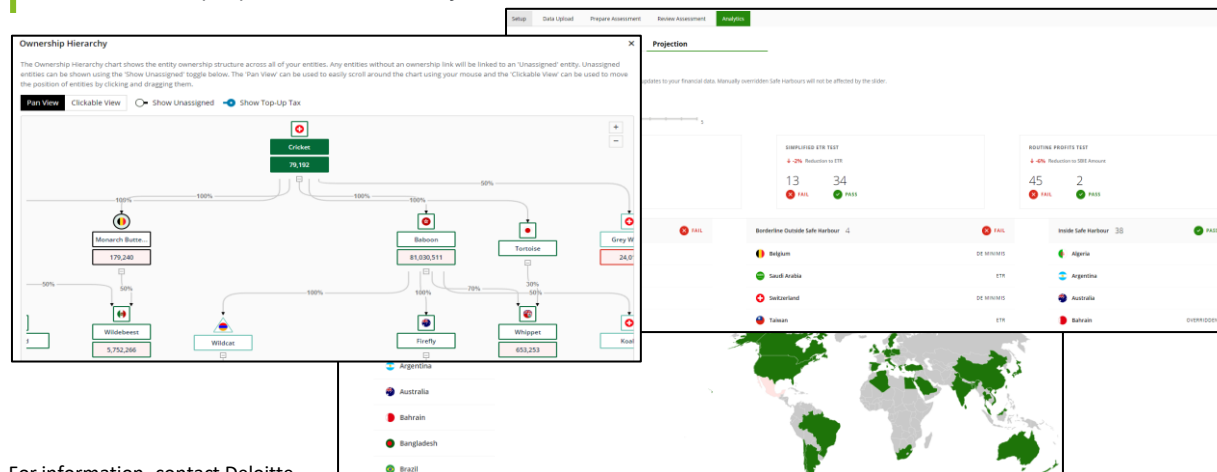 Ownership Hierarchy
The Ownership Hierarchy chart shows the entity ownership structure across all of your entities. Any entities without an ownership link will be linked to an 'Unassigned' entity. Unassigned
entities can be shown using the 'Show Unassigned' toggle below. The 'Pan View' can be used to easily scroll around the chart using your mouse and the 'Clickable View' can be used to move
the position of entities by clicking and dragging them.
Pan View Clickable View Show Unassigned Show Top-Up Tax
Cricket
79,192
50%
100% 100% 100%
Monarch Butte...
179,240
Baboon
81,030,511
Tortoise
Grey W
24,0
50% 50% 100% 100% 70% 30% 50%
Wildebeest
5,752,266
Wildcat
Firefly
Whippet
653,253
Koal
Setup Data Upload Prepare Assessment Review Assessment Analytics
Projection
updates to your financial data. Manually overridden Safe Harbours will not be affected by the slider.
5
SIMPLIFIED ETR TEST
-2% Reduction to ETR
13 34
FAIL PASS
ROUTINE PROFITS TEST
-6% Reduction to SBIE Amount
45 2
FAIL PASS
FAIL
Borderline Outside Safe Harbour 4 FAIL
Belgium DE MINIMIS
Saudi Arabia ETR
Switzerland DE MINIMIS
Taiwan ETR
Inside Safe Harbour 38 PASS
Algeria
Argentina
Australia
Bahrain OVERRIDDEN
Argentina
Australia
Bahrain
Bangladesh
Brazil
For information, contact Deloitte